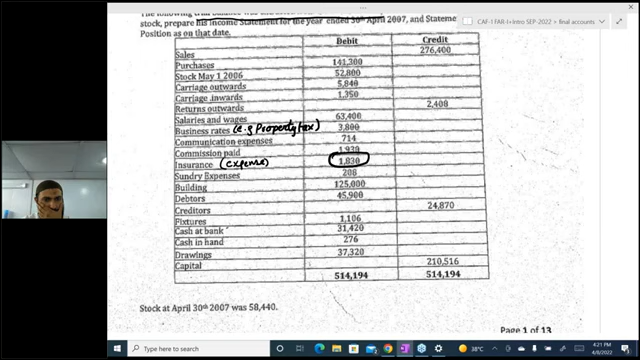 stock, prepare his Income Statement for the year ended 30th April 2007, and Stateme
Position as on that date.
CAF-1FAR-I+Intro SEP-2022 > final accounts
Debit Credit
Sales 276,400
Purchases 141,300
Stock May 1 2006 52,800
Carriage outwards 5,840
Carriage inwards 1,350
Returns outwards 2,408
Salaries and wages 63,400
Business rates (e.g Property tax) 3,800
Communication expenses 714
Commission paid 1,930
Insurance (expense) 1,830
Sundry Expenses 208
Building 125,000
Debtors 45,900
Creditors 24,870
Fixtures 1,106
Cash at bank 31,420
Cash in hand 276
Drawings 37,320
Capital 210,516
514,194 514,194
Stock at April 30th 2007 was 58,440.
Page 1 of 13
Type here to search
38°C
4:21 PM
4/8/2022